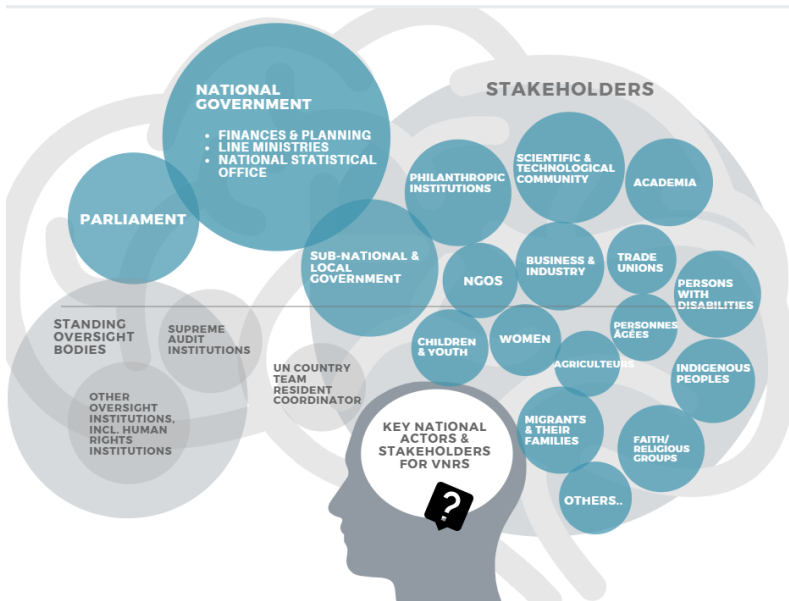 NATIONAL
GOVERNMENT
• FINANCES & PLANNING
• LINE MINISTRIES
• NATIONAL STATISTICAL
OFFICE
PARLIAMENT
SUB-NATIONAL &
LOCAL
GOVERNMENT
STAKEHOLDERS
PHILANTHROPIC
INSTITUTIONS
SCIENTIFIC &
TECHNOLOGICAL
COMMUNITY
ACADEMIA
NGOS
BUSINESS &
INDUSTRY
TRADE
UNIONS
PERSONS
WITH
DISABILITIES
CHILDREN
& YOUTH
WOMEN
PERSONNES
ÂGÉES
AGRICULTEURS
INDIGENOUS
PEOPLES
MIGRANTS
& THEIR
FAMILIES
FAITH/
RELIGIOUS
GROUPS
OTHERS..
STANDING
OVERSIGHT
BODIES
SUPREME
AUDIT
INSTITUTIONS
OTHER
OVERSIGHT
INSTITUTIONS,
INCL. HUMAN
RIGHTS
INSTITUTIONS
UN COUNTRY
TEAM
RESIDENT
COORDINATOR
KEY NATIONAL
ACTORS &
STAKEHOLDERS
FOR VNRS
?